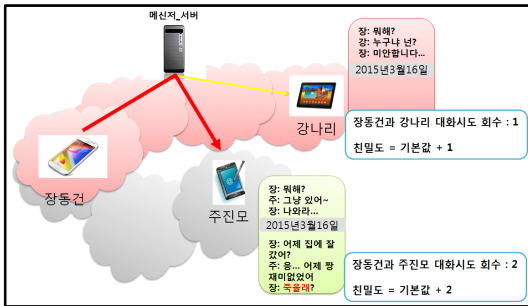 메신저_서버
장: 뭐해?
강: 누구냐 넌?
장: 미안합니다...
2015년3월16일
강나리
장동건과 강나리 대화시도 회수 : 1
친밀도 = 기본값 + 1
장동건
주진모
장: 뭐해?
주: 그냥 있어~
장: 나와라...
2015년3월16일
장: 어제 집에 잘
갔어?
주: 응... 어제 짱
재미없었어
장: 죽을래?
장동건과 주진모 대화시도 회수 : 2
친밀도 = 기본값 + 2